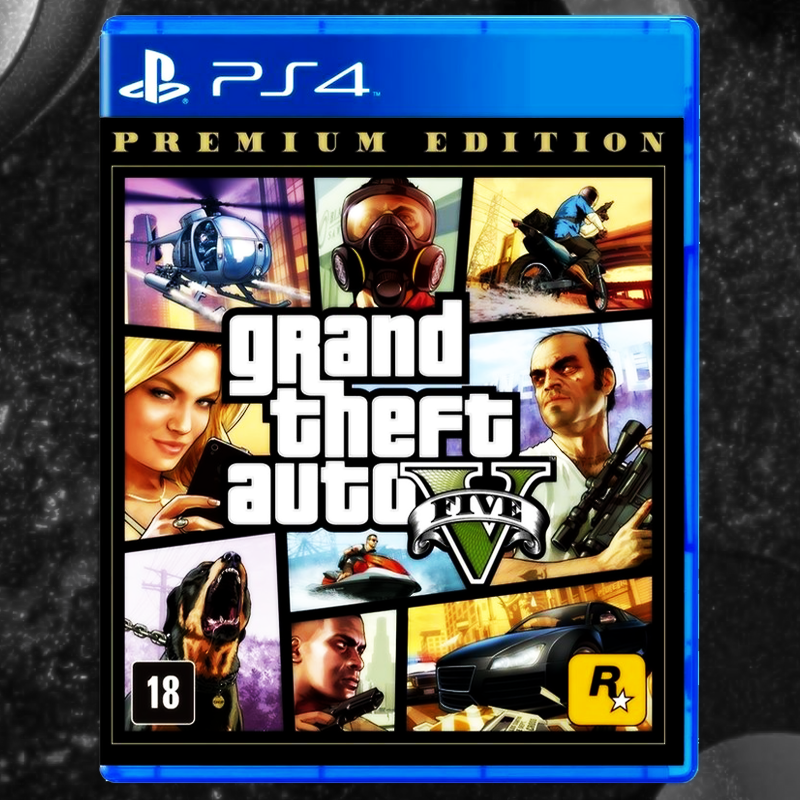 PS4
PREMIUM EDITION
grand
theft
auto V
FIVE
18
R